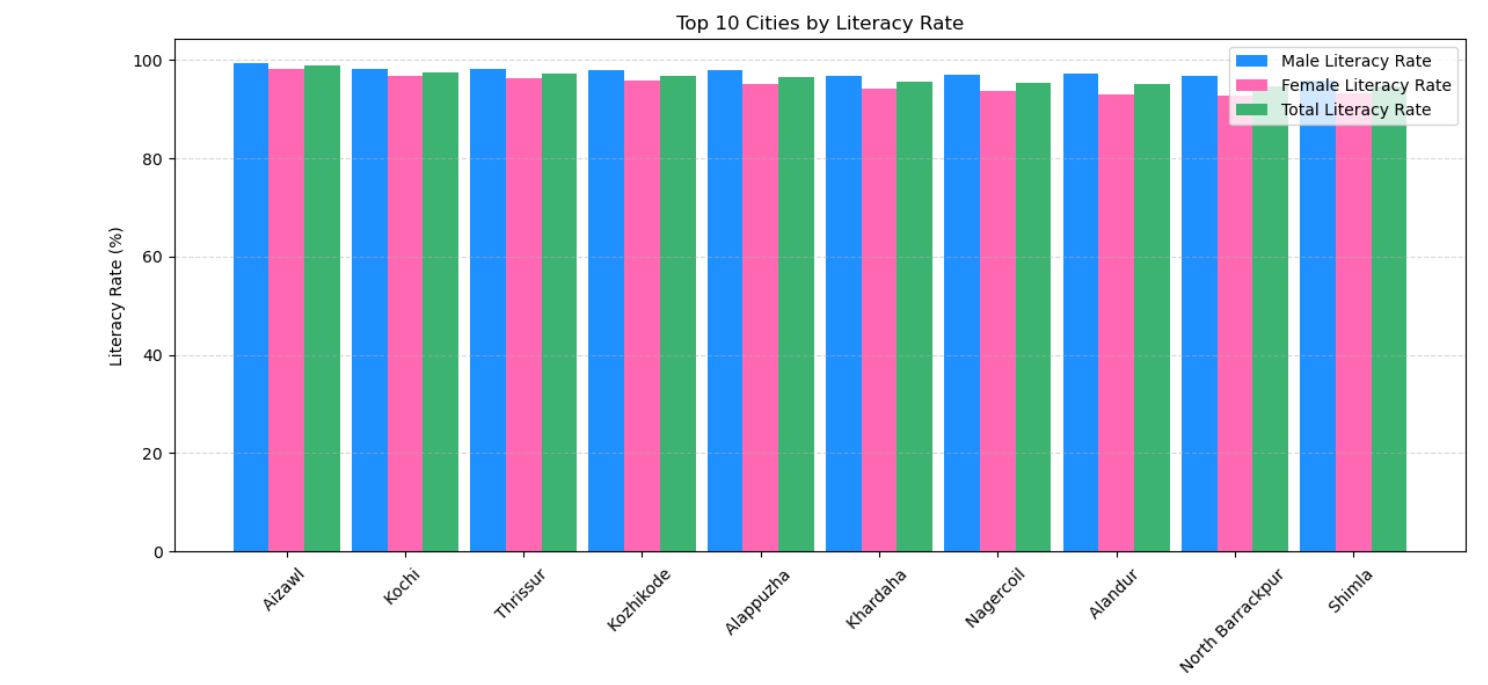 Top 10 Cities by Literacy Rate
Male Literacy Rate
Female Literacy Rate
Total Literacy Rate
Literacy Rate (%)
100
80
60
40
20
0
Aizawl
Kochi
Thrissur
Kozhikode
Alappuzha
Khardaha
Nagercoil
Alandur
North Barrackpur
Shimla